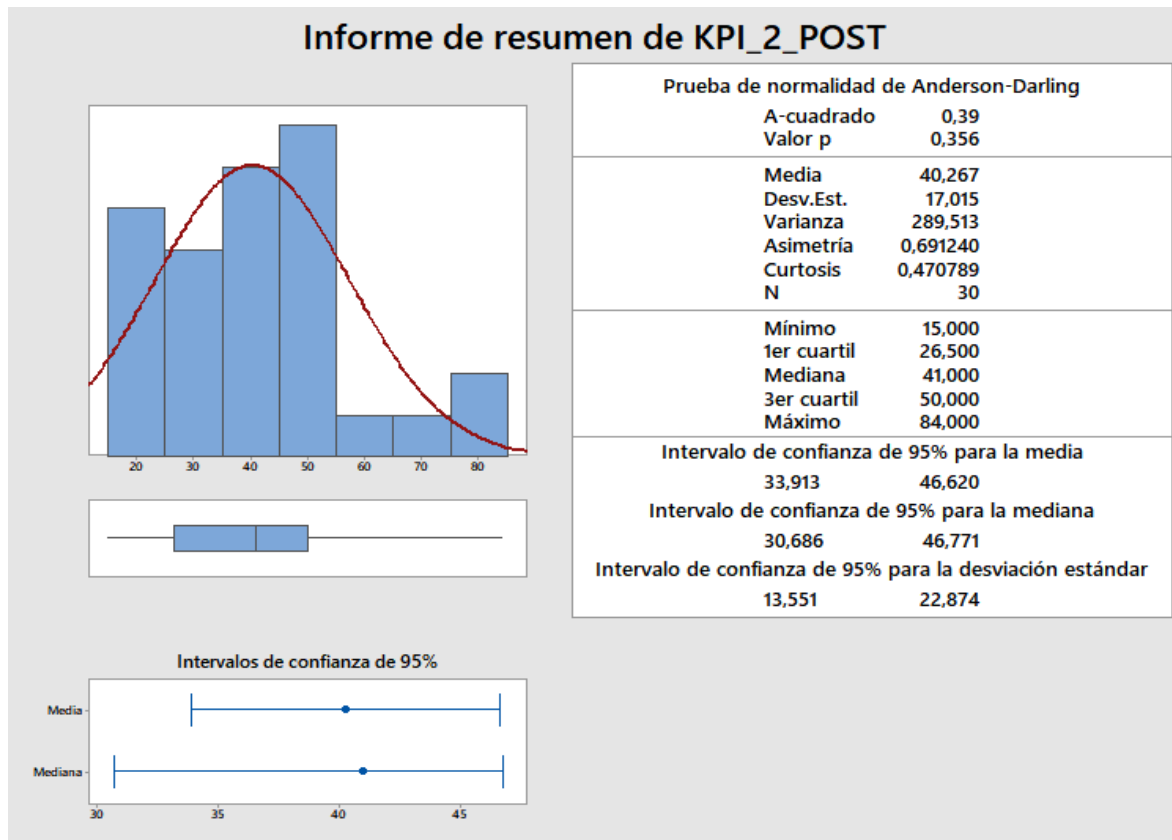 Informe de resumen de KPI_2_POST
20 30 40 50 60 70 80
Intervalos de confianza de 95%
Media
Mediana
30 35 40 45
Prueba de normalidad de Anderson-Darling
A-cuadrado 0,39
Valor p 0,356
Media 40,267
Desv.Est. 17,015
Varianza 289,513
Asimetría 0,691240
Curtosis 0,470789
N 30
Mínimo 15,000
1er cuartil 26,500
Mediana 41,000
3er cuartil 50,000
Máximo 84,000
Intervalo de confianza de 95% para la media
33,913 46,620
Intervalo de confianza de 95% para la mediana
30,686 46,771
Intervalo de confianza de 95% para la desviación estándar
13,551 22,874